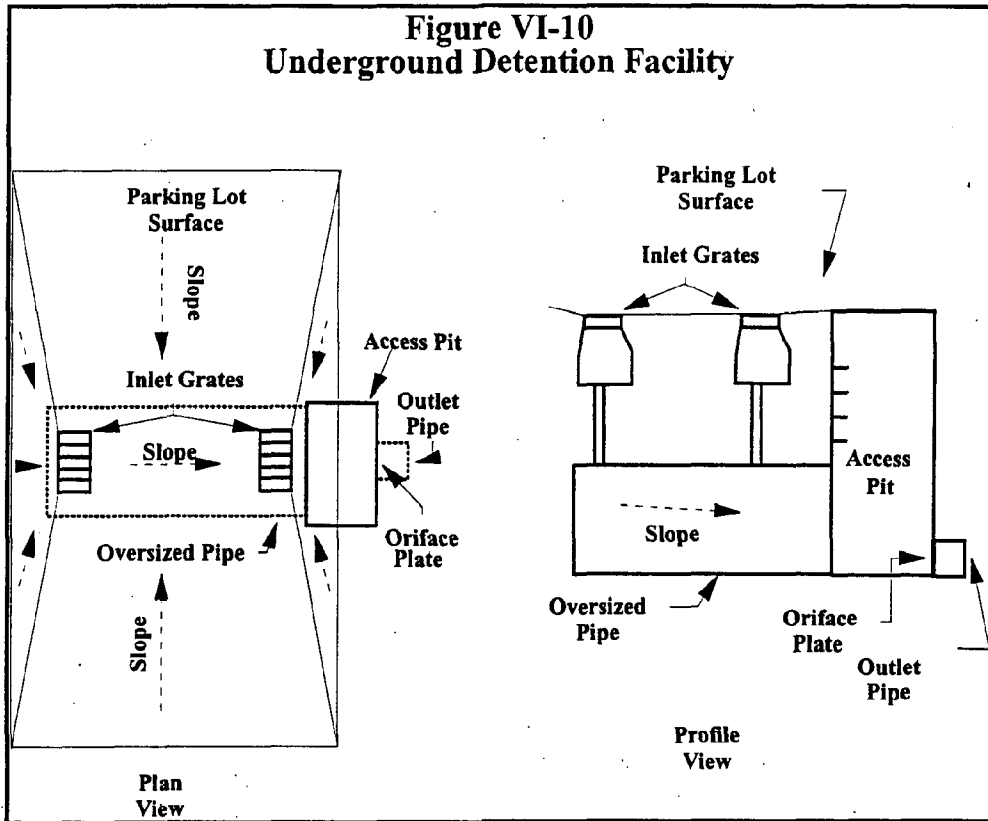 Figure VI-10
Underground Detention Facility
Parking Lot
Surface
Slope
Inlet Grates
Access Pit
Outlet
Pipe
Slope
Oriface
Plate
Oversized Pipe
Slope
Plan
View
Parking Lot
Surface
Inlet Grates
Access
Pit
Slope
Oversized
Pipe
Oriface
Plate
Outlet
Pipe
Profile
View